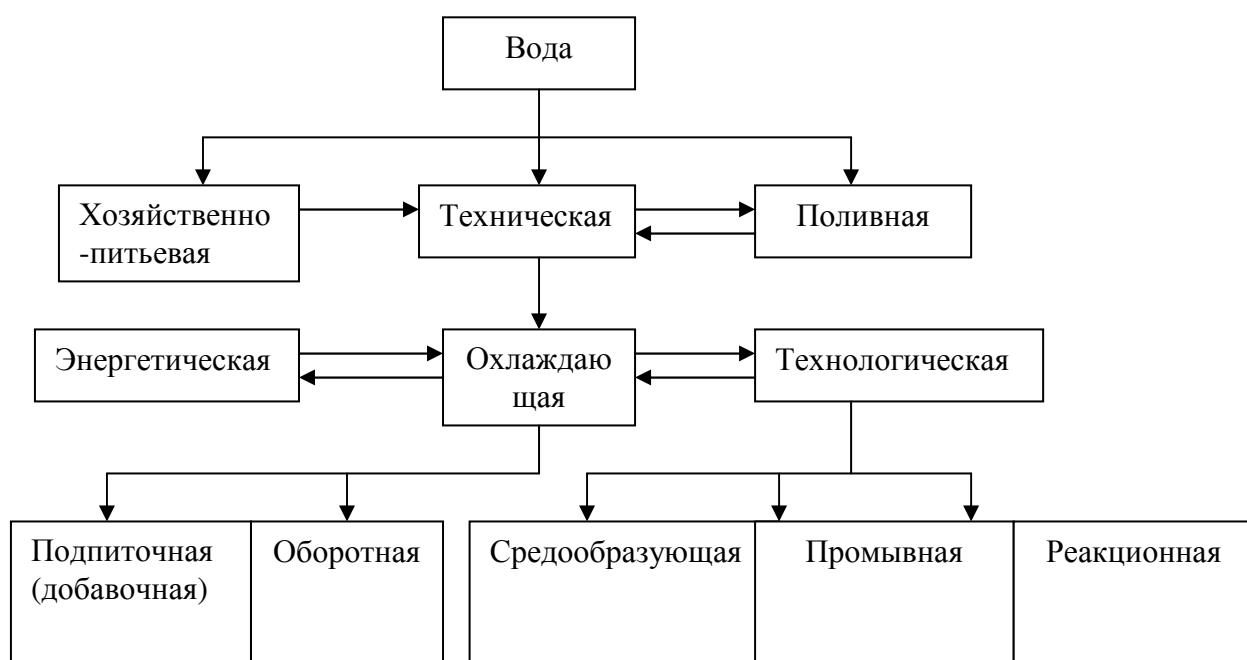 Вода
Хозяйственно
-питьевая
Техническая
Поливная
Энергетическая
Охлаждаю
щая
Технологическая
Подпиточная
(добавочная)
Оборотная
Средообразующая
Промывная
Реакционная